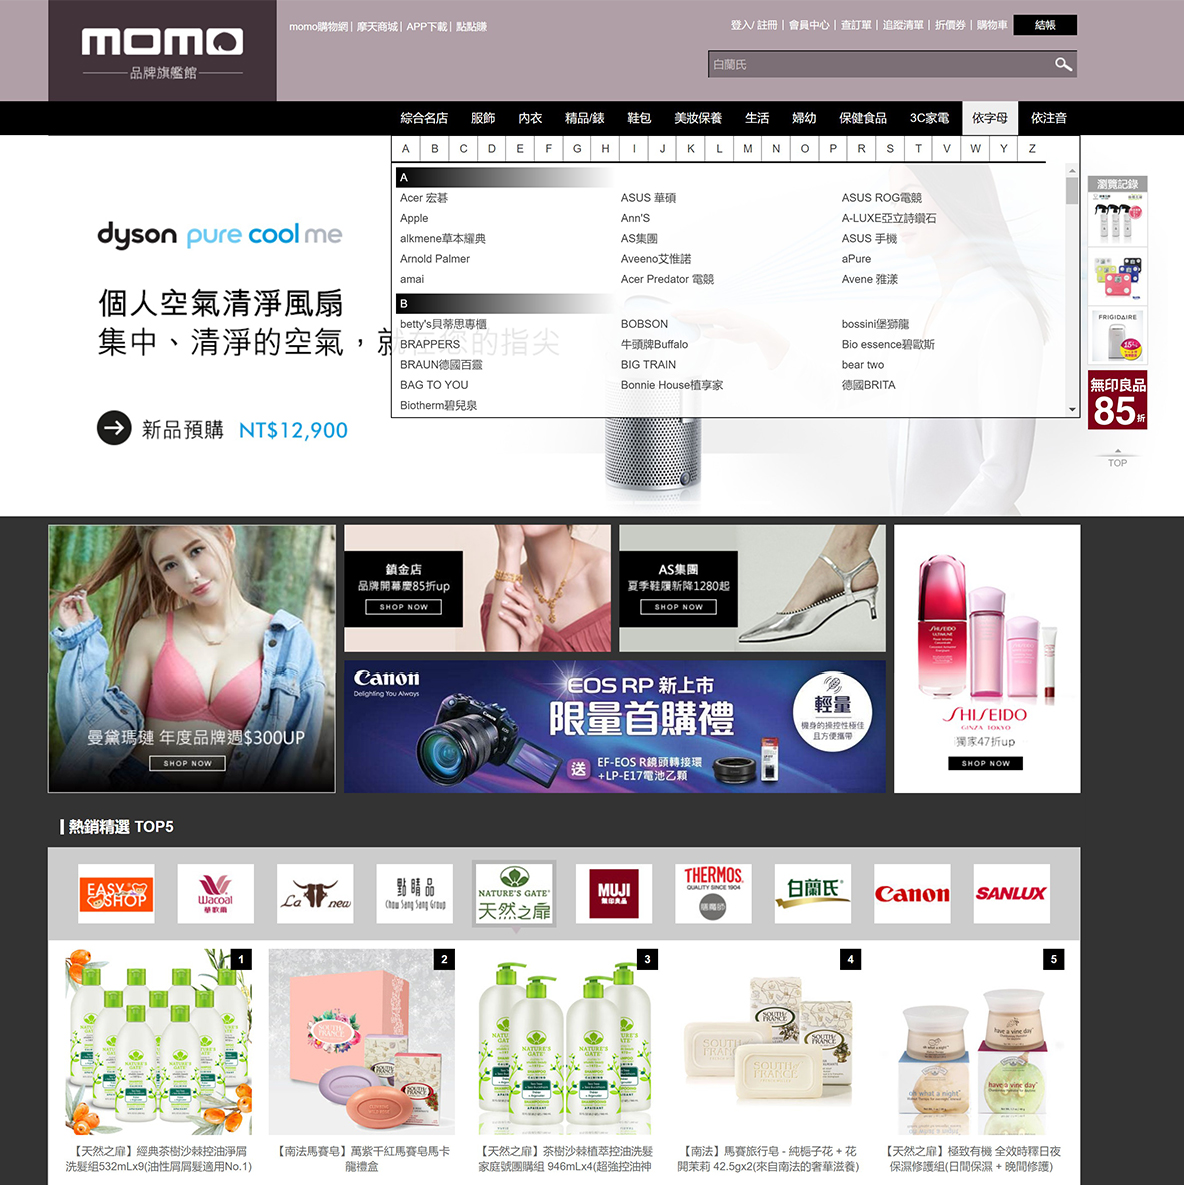 momo
品牌旗艦館
momo購物網| 摩天商城| APP下載| 點點賺
登入/ 註冊 | 會員中心 | 查訂單 | 追蹤清單 | 折價券 | 購物車 結帳
白蘭氏
綜合名店 服飾 內衣 精品/錶 鞋包 美妝保養 生活 婦幼 保健食品 3C家電 依字母 依注音
A B C D E F G H I J K L M N O P R S T V W Y Z
A
Acer 宏碁 ASUS 華碩 ASUS ROG電競
Apple Ann'S A-LUXE亞立詩鑽石
alkmene草本耀典 AS集團 ASUS 手機
Arnold Palmer Aveeno艾惟諾 aPure
amai Acer Predator 電競 Avene 雅漾
B
betty's貝蒂思專櫃 BOBSON bossini堡獅龍
BRAPPERS 牛頭牌Buffalo Bio essence碧歐斯
BRAUN德國百靈 BIG TRAIN bear two
BAG TO YOU Bonnie House植享家 德國BRITA
Biotherm碧兒泉
dyson pure cool me
個人空氣清淨風扇
集中、清淨的空氣，就在您的指尖
新品預購 NT$12,900
瀏覽記錄
FRIGIDAIRE
15%
無印良品
85折
TOP
曼黛瑪璉 年度品牌週$300UP
SHOP NOW
鎮金店
品牌開幕慶85折up
SHOP NOW
AS集團
夏季鞋履新降1280起
SHOP NOW
Canon
Delighting You Always
EOS RP 新上市
限量首購禮
送 EF-EOS R鏡頭轉接環
+LP-E17電池乙顆
輕量
機身的操控性極佳
且方便攜帶
SHISEIDO
ULTIMUNE
SHISEIDO
GINZA TOKYO
獨家47折up
SHOP NOW
熱銷精選 TOP5
EASY SHOP
Wacoal
華歌爾
La new
點睛品
Chow Sang Sang Group
NATURE'S GATE
天然之扉
MUJI
無印良品
THERMOS
QUALITY SINCE 1904
膳魔師
白蘭氏
Canon
SANLUX
1 2 3 4 5
SOUTH OF FRANCE
NATURE'S GATE
SOUTH OF FRANCE
oh what a night
have a vine day
【天然之扉】經典茶樹沙棘控油淨屑
洗髮組532mLx9(油性屑屑髮適用No.1)
【南法馬賽皂】萬紫千紅馬賽皂馬卡
龍禮盒
【天然之扉】茶樹沙棘植萃控油洗髮
家庭號團購組 946mLx4(超強控油神
【南法】馬賽旅行皂 - 純梔子花 + 花
開茉莉 42.5gx2(來自南法的奢華滋養)
【天然之扉】極致有機 全效時釋日夜
保濕修護組(日間保濕 + 晚間修護)